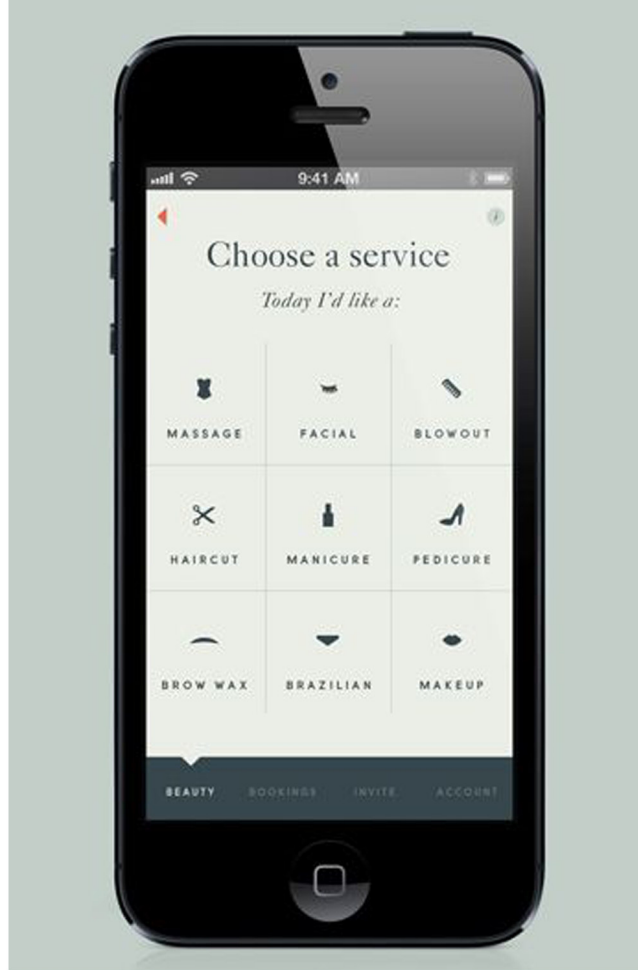 9:41 AM
i
Choose a service
Today I'd like a:
MASSAGE FACIAL BLOWOUT
HAIRCUT MANICURE PEDICURE
BROW WAX BRAZILIAN MAKEUP
BEAUTY BOOKINGS INVITE ACCOUNT